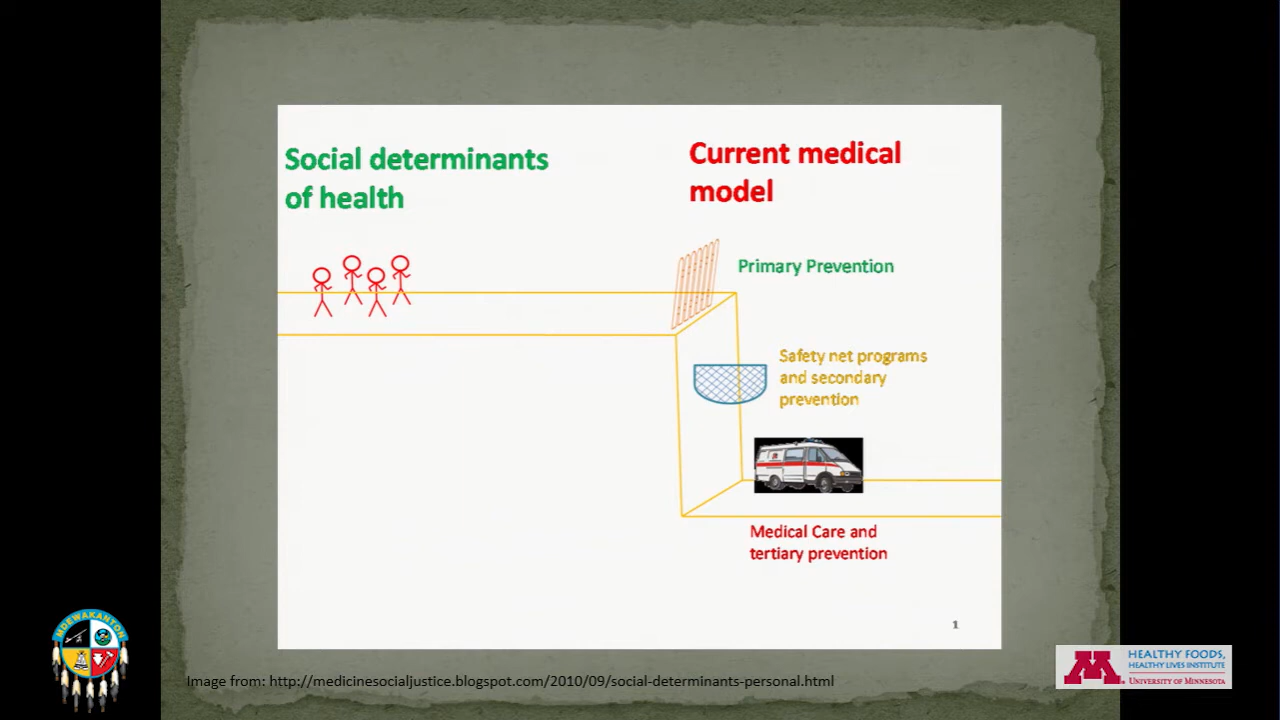 Social determinants
of health
Current medical
model
Primary Prevention
Safety net programs
and secondary
prevention
Medical Care and
tertiary prevention
1
MDEWAKANTON
Image from: http://medicinesocialjustice.blogspot.com/2010/09/social-determinants-personal.html
M
HEALTHY FOODS,
HEALTHY LIVES INSTITUTE
UNIVERSITY OF MINNESOTA